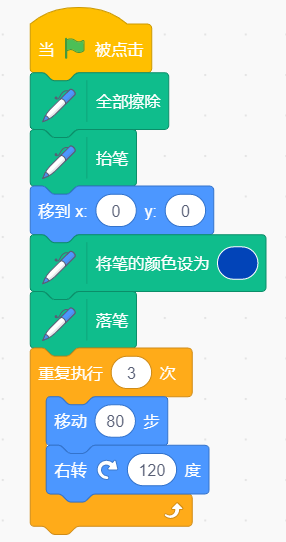 当 被点击
全部擦除
抬笔
移到 x: 0 y: 0
将笔的颜色设为
落笔
重复执行 3 次
移动 80 步
右转 120 度